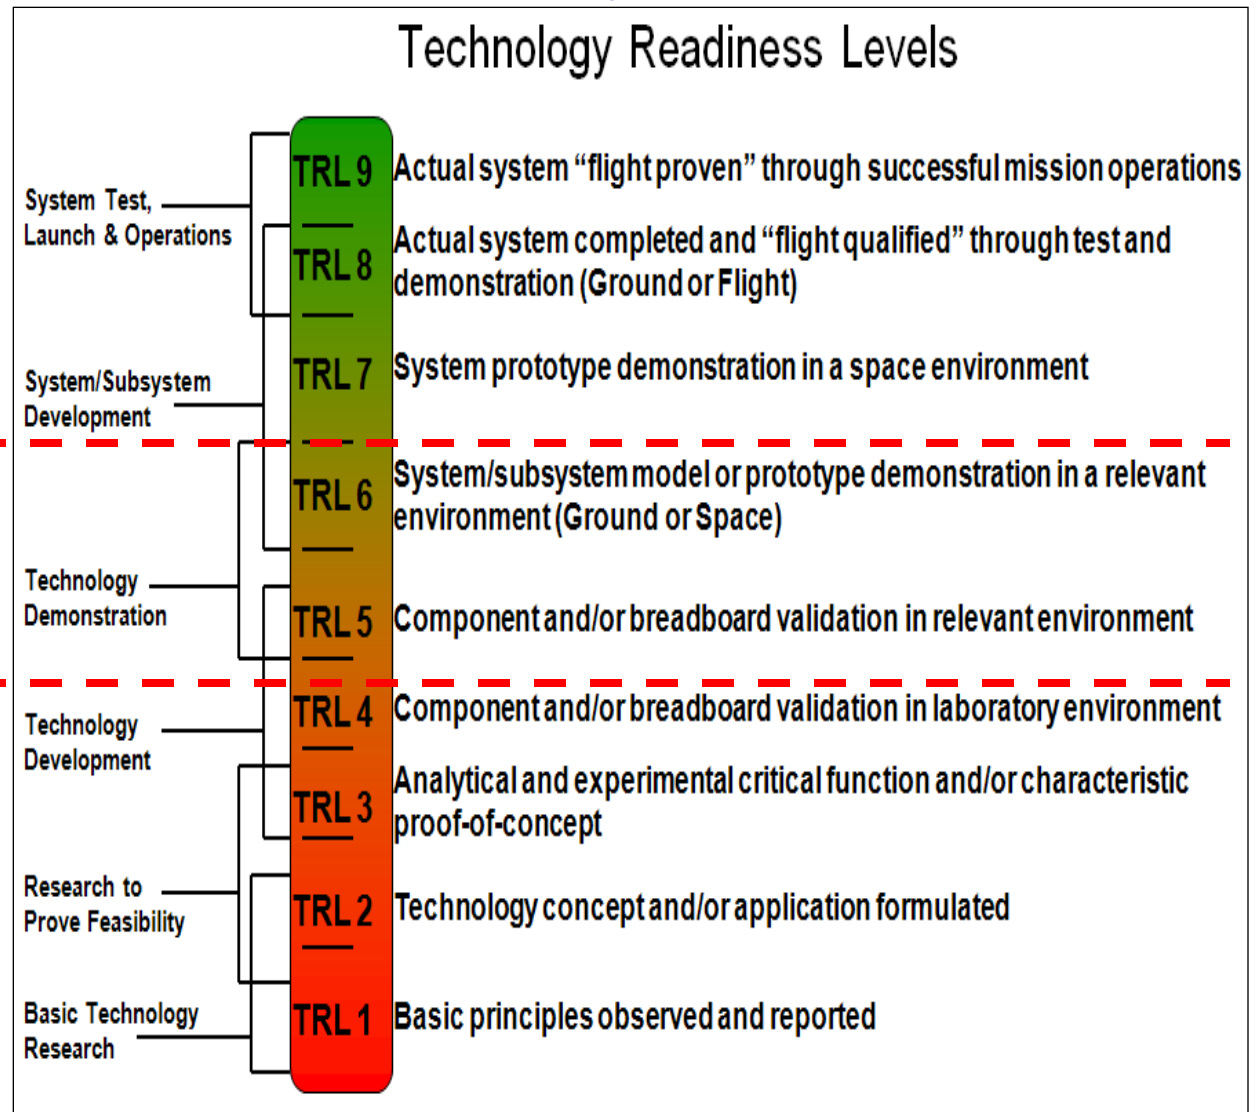 Technology Readiness Levels
System Test,
Launch & Operations
TRL 9
Actual system “flight proven” through successful mission operations
TRL 8
Actual system completed and “flight qualified” through test and
demonstration (Ground or Flight)
System/Subsystem
Development
TRL 7
System prototype demonstration in a space environment
TRL 6
System/subsystem model or prototype demonstration in a relevant
environment (Ground or Space)
Technology
Demonstration
TRL 5
Component and/or breadboard validation in relevant environment
Technology
Development
TRL 4
Component and/or breadboard validation in laboratory environment
TRL 3
Analytical and experimental critical function and/or characteristic
proof-of-concept
Research to
Prove Feasibility
TRL 2
Technology concept and/or application formulated
Basic Technology
Research
TRL 1
Basic principles observed and reported